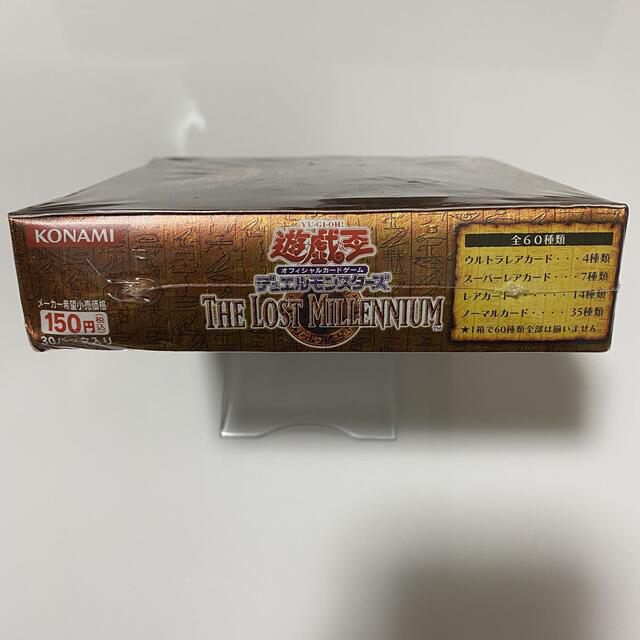 KONAMI
メーカー希望小売価格
150円税込
30パック入り
YU-GI-OH!
遊戯王
オフィシャルカードゲーム
デュエルモンスターズ
THE LOST MILLENNIUM
TM
全60種類
ウルトラレアカード・・・4種類
スーパーレアカード・・・7種類
レアカード・・・・・14種類
ノーマルカード・・・・35種類
★1箱で60種類全部は揃いません。